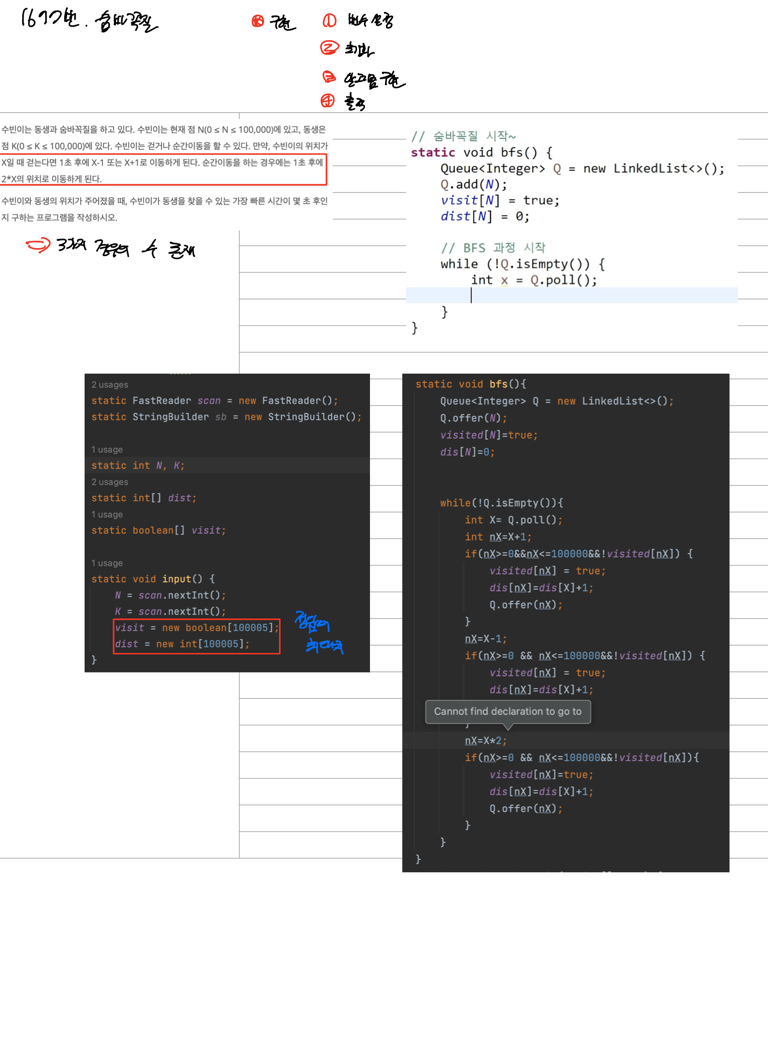 1697번. 숨바꼭질
* 구현
① 변수 설정
② 초기화
③ 알고리즘 구현
④ 출력
수빈이는 동생과 숨바꼭질을 하고 있다. 수빈이는 현재 점 N(0 ≤ N ≤ 100,000)에 있고, 동생은
점 K(0 ≤ K ≤ 100,000)에 있다. 수빈이는 걷거나 순간이동을 할 수 있다. 만약, 수빈이의 위치가
X일 때 걷는다면 1초 후에 X-1 또는 X+1로 이동하게 된다. 순간이동을 하는 경우에는 1초 후에
2*X의 위치로 이동하게 된다.
수빈이와 동생의 위치가 주어졌을 때, 수빈이가 동생을 찾을 수 있는 가장 빠른 시간이 몇 초 후인
지 구하는 프로그램을 작성하시오.
3가지 경우의 수 존재
// 숨바꼭질 시작~
static void bfs() {
Queue<Integer> Q = new LinkedList<>();
Q.add(N);
visit[N] = true;
dist[N] = 0;
// BFS 과정 시작
while (!Q.isEmpty()) {
int x = Q.poll();
}
}
2 usages
static FastReader scan = new FastReader();
static StringBuilder sb = new StringBuilder();
1 usage
static int N, K;
2 usages
static int[] dist;
1 usage
static boolean[] visit;
1 usage
static void input() {
N = scan.nextInt();
K = scan.nextInt();
visit = new boolean[100005];
dist = new int[100005];
}
정점의
최대값
static void bfs(){
Queue<Integer> Q = new LinkedList<>();
Q.offer(N);
visited[N]=true;
dis[N]=0;
while(!Q.isEmpty()){
int X= Q.poll();
int nX=X+1;
if(nX>=0&&nX<=100000&&!visited[nX]) {
visited[nX] = true;
dis[nX]=dis[X]+1;
Q.offer(nX);
}
nX=X-1;
if(nX>=0 && nX<=100000&&!visited[nX]) {
visited[nX] = true;
dis[nX]=dis[X]+1;
Cannot find declaration to go to
}
nX=X*2;
if(nX>=0 && nX<=100000&&!visited[nX]){
visited[nX]=true;
dis[nX]=dis[X]+1;
Q.offer(nX);
}
}
}